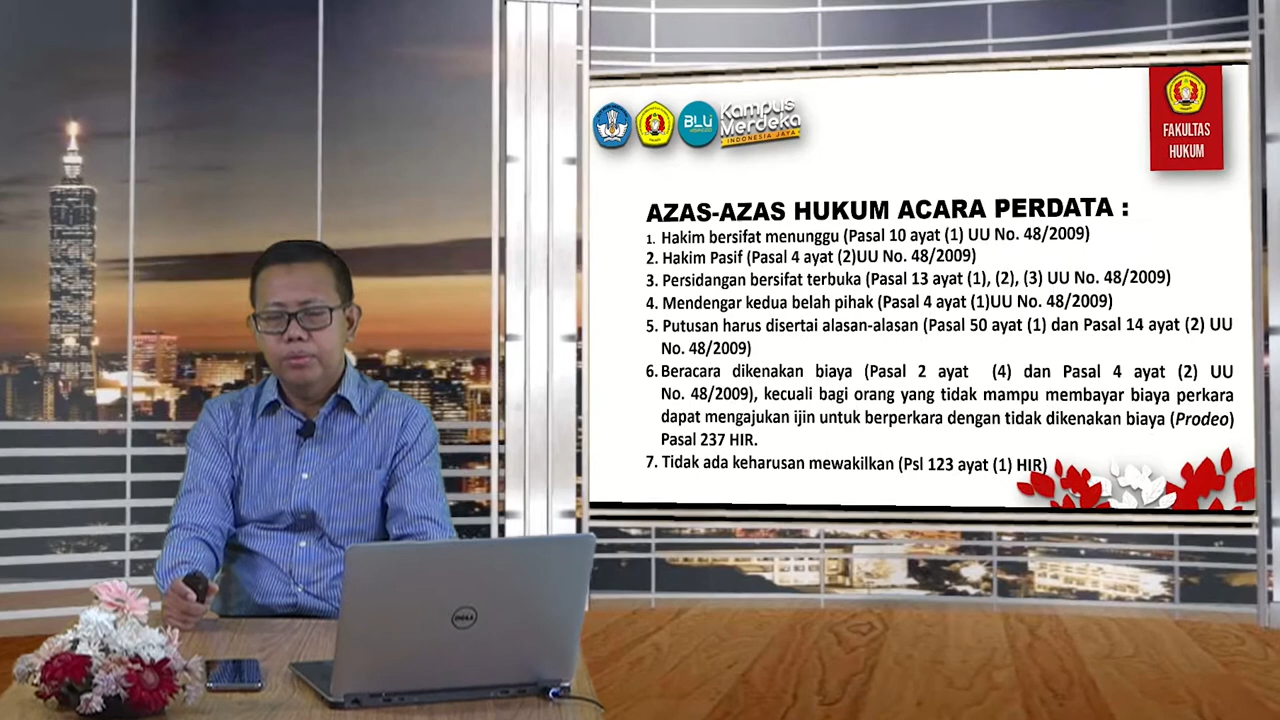 BLU
Kampus
Merdeka
INDONESIA JAYA
FAKULTAS
HUKUM
AZAS-AZAS HUKUM ACARA PERDATA :
1. Hakim bersifat menunggu (Pasal 10 ayat (1) UU No. 48/2009)
2. Hakim Pasif (Pasal 4 ayat (2)UU No. 48/2009)
3. Persidangan bersifat terbuka (Pasal 13 ayat (1), (2), (3) UU No. 48/2009)
4. Mendengar kedua belah pihak (Pasal 4 ayat (1)UU No. 48/2009)
5. Putusan harus disertai alasan-alasan (Pasal 50 ayat (1) dan Pasal 14 ayat (2) UU
No. 48/2009)
6. Beracara dikenakan biaya (Pasal 2 ayat (4) dan Pasal 4 ayat (2) UU
No. 48/2009), kecuali bagi orang yang tidak mampu membayar biaya perkara
dapat mengajukan ijin untuk berperkara dengan tidak dikenakan biaya (Prodeo)
Pasal 237 HIR.
7. Tidak ada keharusan mewakilkan (Psl 123 ayat (1) HIR)
DELL